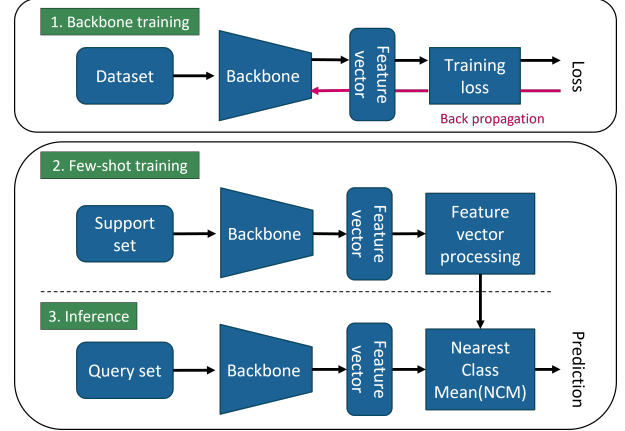 1. Backbone training
Dataset
Backbone
Feature
vector
Training
loss
Loss
Back propagation
2. Few-shot training
Support
set
Backbone
Feature
vector
Feature
vector
processing
3. Inference
Query set
Backbone
Feature
vector
Nearest
Class
Mean(NCM)
Prediction